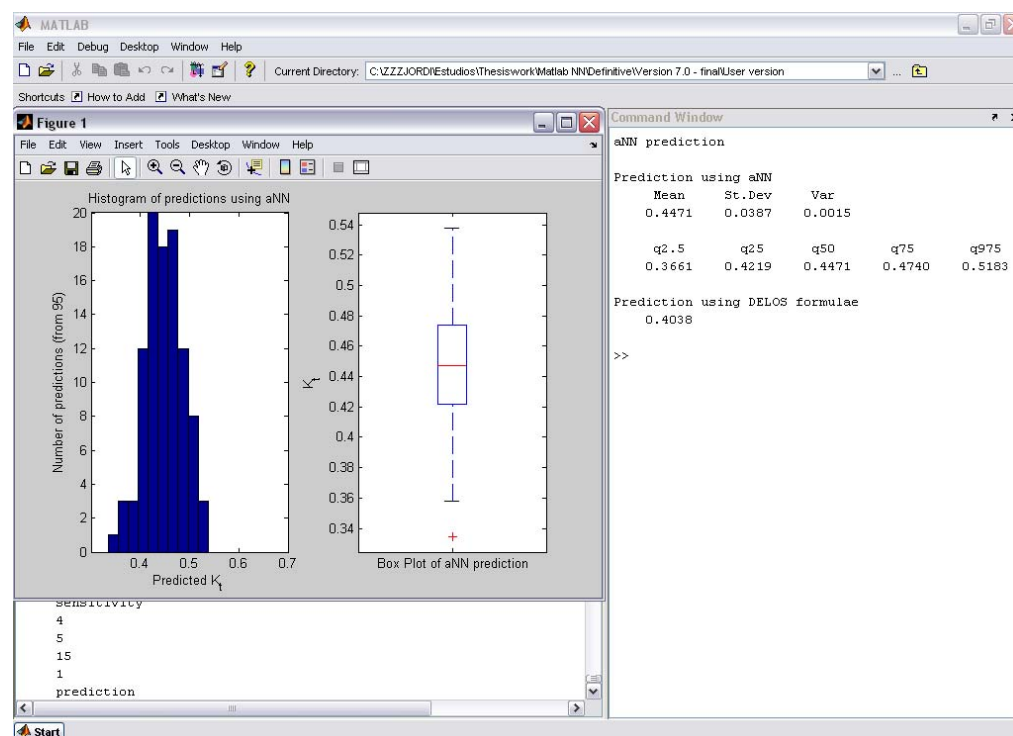 MATLAB
File Edit Debug Desktop Window Help
Current Directory: C:\ZZZJORDI\Estudios\Thesiswork\Matlab NN\Definitive\Version 7.0 - final\User version
Shortcuts How to Add What's New
Figure 1
File Edit View Insert Tools Desktop Window Help
Histogram of predictions using aNN
20
18
16
14
12
10
8
6
4
2
0
Number of predictions (from 95)
0.4 0.5 0.6 0.7
Predicted Kt
0.54
0.52
0.5
0.48
0.46
0.44
0.42
0.4
0.38
0.36
0.34
Kt
Box Plot of aNN prediction
sensitivity
4
5
15
1
prediction
Command Window
aNN prediction
Prediction using aNN
Mean St.Dev Var
0.4471 0.0387 0.0015
q2.5 q25 q50 q75 q975
0.3661 0.4219 0.4471 0.4740 0.5183
Prediction using DELOS formulae
0.4038
>>
Start